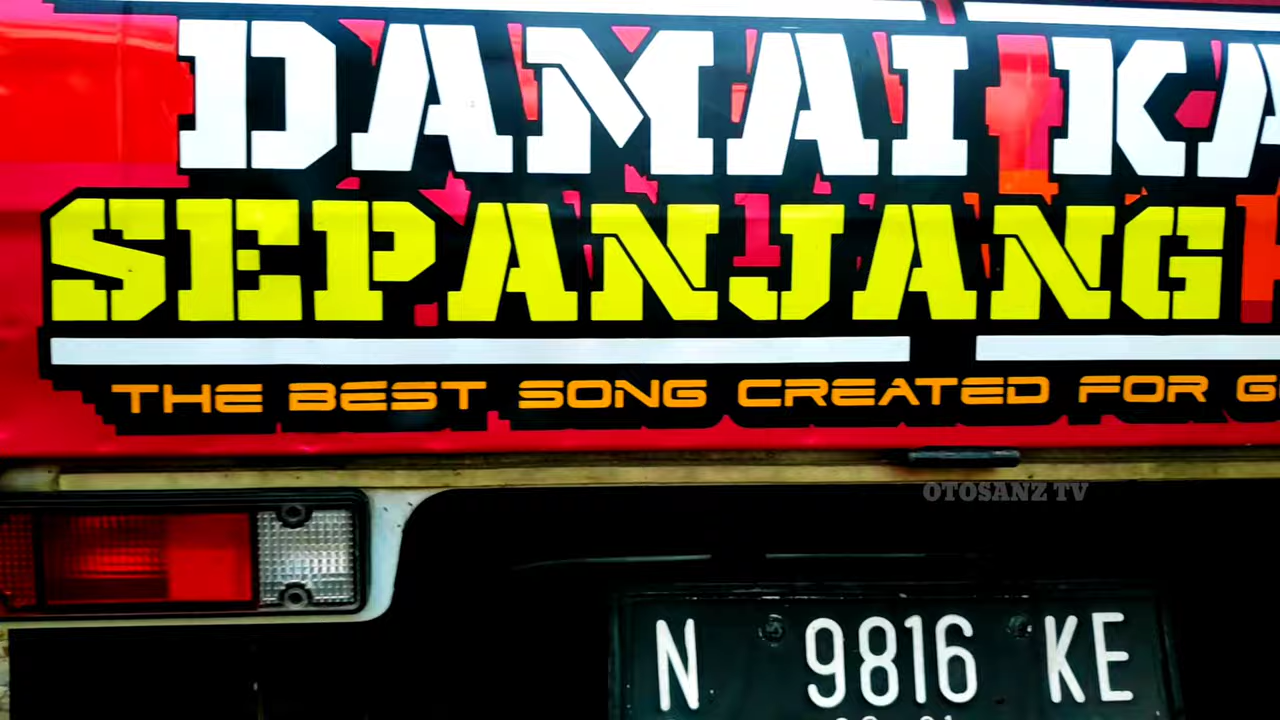 DAMAI KA
SEPANJANG
THE BEST SONG CREATED FOR G
OTOSANZ TV
N 9816 KE